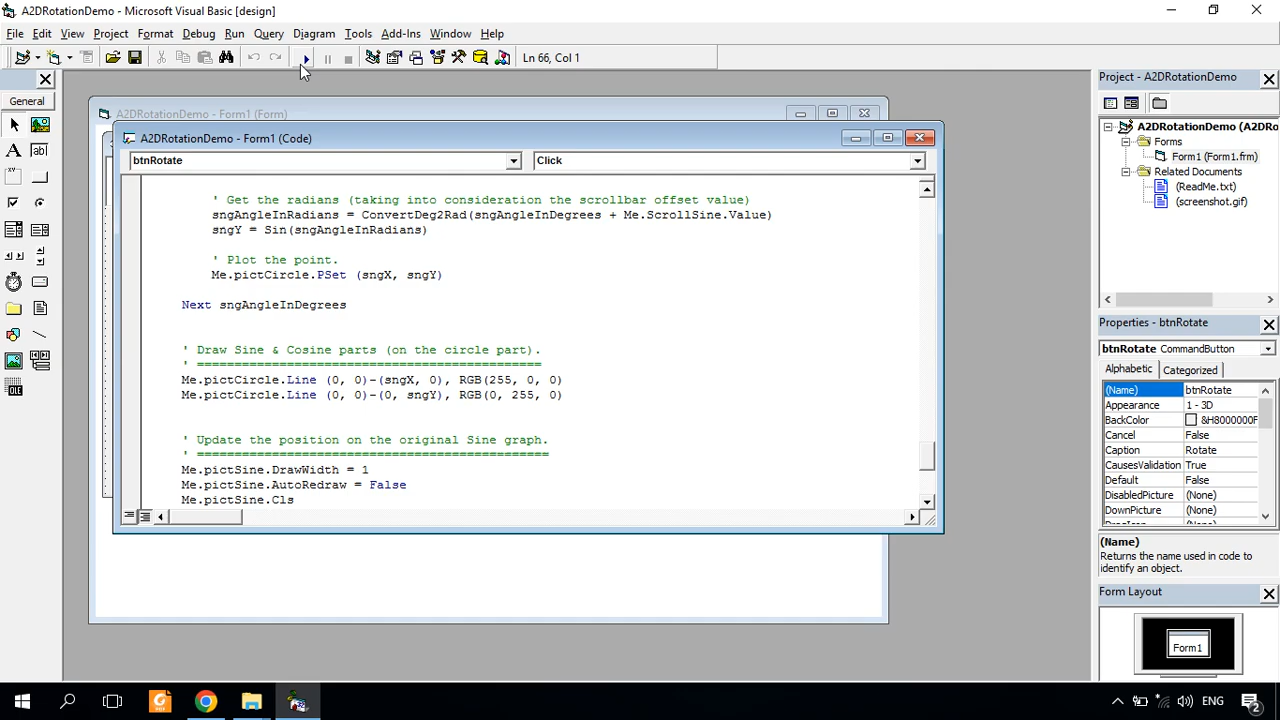 A2DRotationDemo - Microsoft Visual Basic [design]
File Edit View Project Format Debug Run Query Diagram Tools Add-Ins Window Help
Ln 66, Col 1
General
A2DRotationDemo - Form1 (Form)
A2DRotationDemo - Form1 (Code)
btnRotate
Click
' Get the radians (taking into consideration the scrollbar offset value)
sngAngleInRadians = ConvertDeg2Rad(sngAngleInDegrees + Me.ScrollSine.Value)
sngY = Sin(sngAngleInRadians)
' Plot the point.
Me.pictCircle.PSet (sngX, sngY)
Next sngAngleInDegrees
' Draw Sine & Cosine parts (on the circle part).
' ==============================================
Me.pictCircle.Line (0, 0)-(sngX, 0), RGB(255, 0, 0)
Me.pictCircle.Line (0, 0)-(0, sngY), RGB(0, 255, 0)
' Update the position on the original Sine graph.
' ===============================================
Me.pictSine.DrawWidth = 1
Me.pictSine.AutoRedraw = False
Me.pictSine.Cls
Project - A2DRotationDemo
A2DRotationDemo (A2DRo
Forms
Form1 (Form1.frm)
Related Documents
(ReadMe.txt)
(screenshot.gif)
Properties - btnRotate
btnRotate CommandButton
Alphabetic Categorized
(Name) btnRotate
Appearance 1 - 3D
BackColor &H8000000F
Cancel False
Caption Rotate
CausesValidation True
Default False
DisabledPicture (None)
DownPicture (None)
(Name)
Returns the name used in code to
identify an object.
Form Layout
Form1
ENG
2